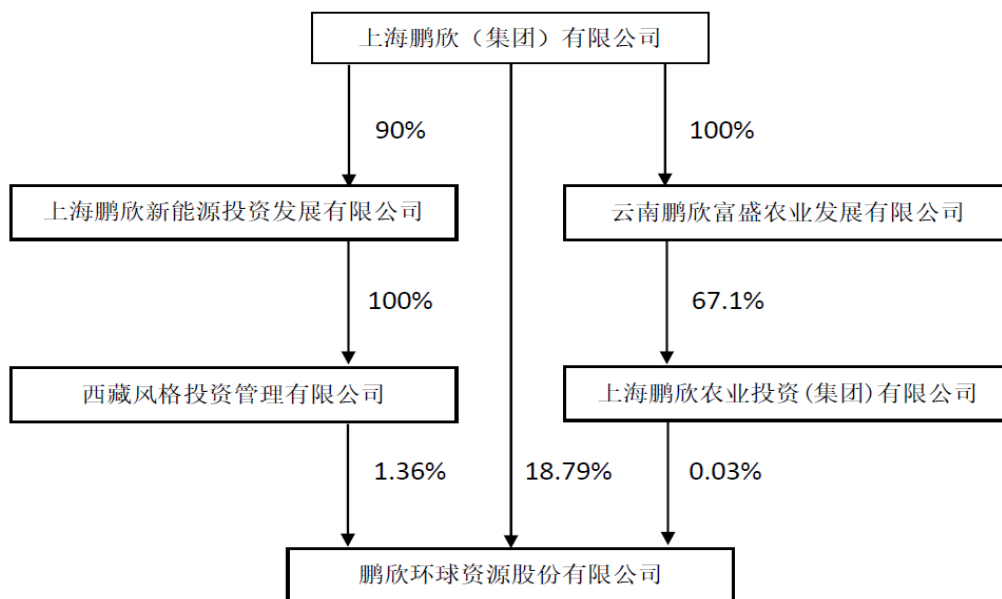 上海鹏欣（集团）有限公司
90%
100%
上海鹏欣新能源投资发展有限公司
云南鹏欣富盛农业发展有限公司
100%
67.1%
西藏风格投资管理有限公司
上海鹏欣农业投资(集团)有限公司
1.36%
18.79%
0.03%
鹏欣环球资源股份有限公司